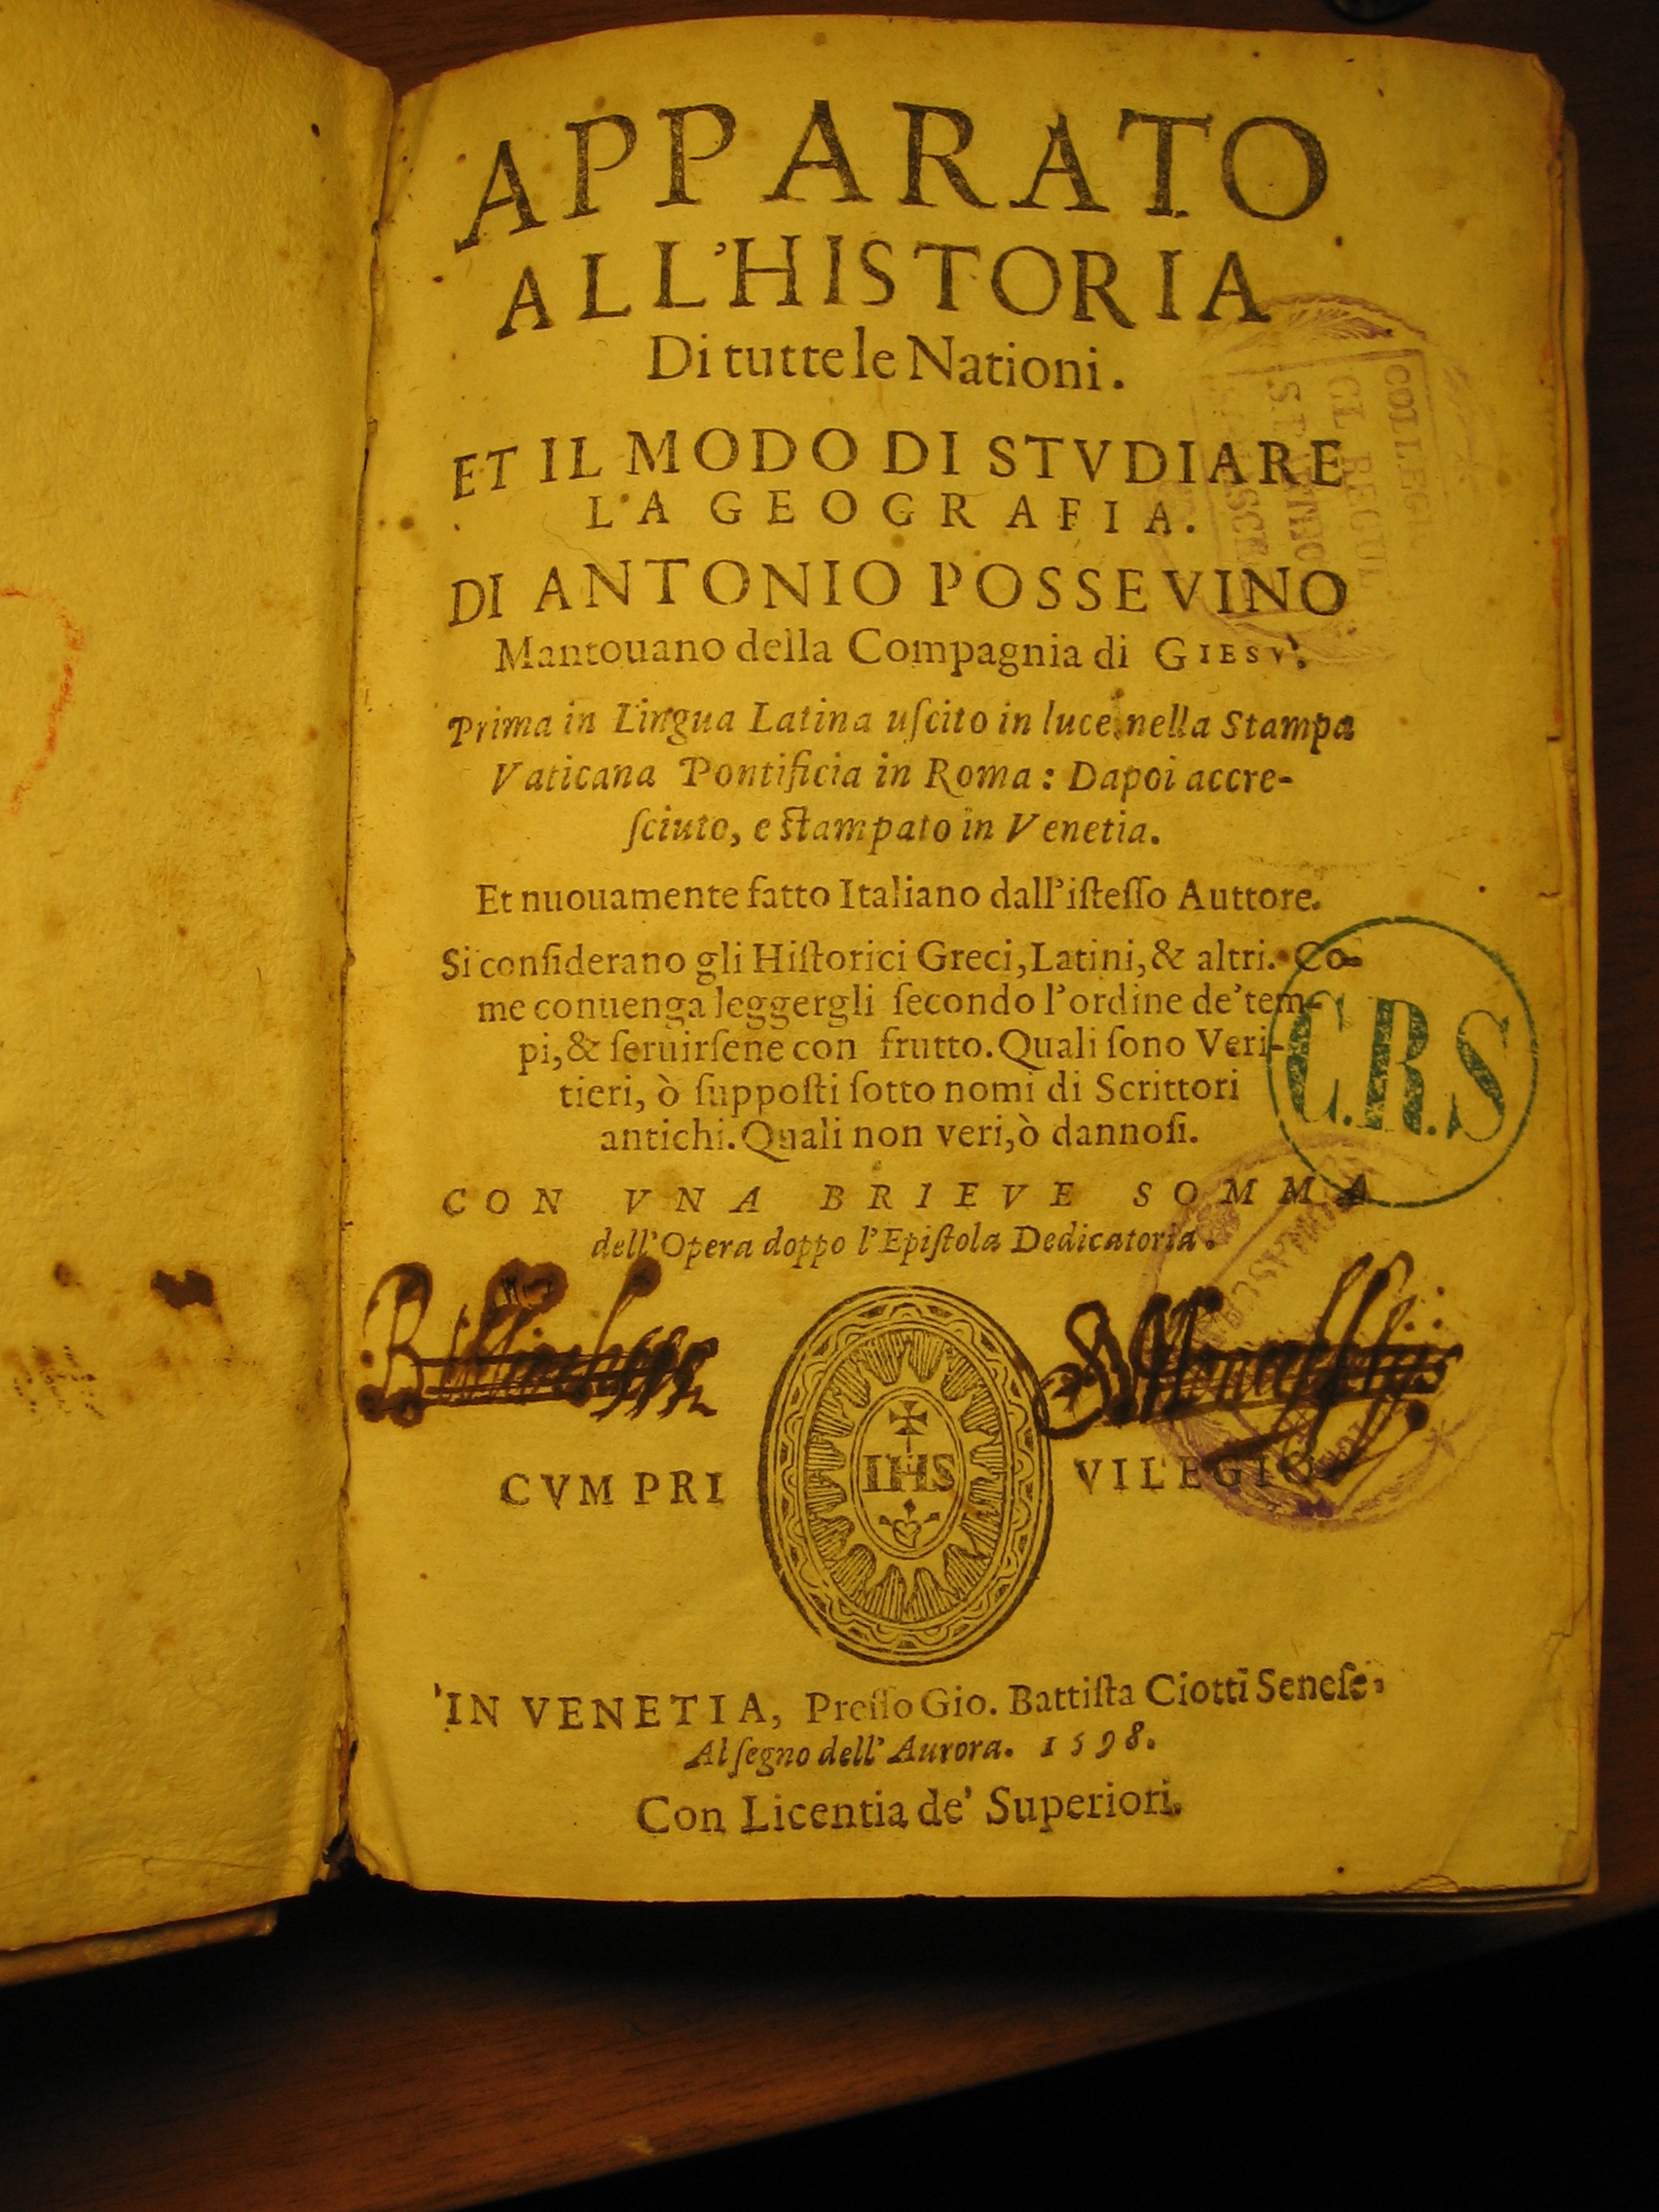 APPARATO
ALL'HISTORIA
Di tutte le Nationi.
ET IL MODO DI STVDIARE
LA GEOGRAFIA.
DI ANTONIO POSSEVINO
Mantouano della Compagnia di GIESV'.
Prima in Lingua Latina uſcito in luce nella Stampa
Vaticana Pontificia in Roma: Dapoi accre-
ſciuto, e ſtampato in Venetia.
Et nuouamente fatto Italiano dall'iſteſſo Auttore.
Si conſiderano gli Hiſtorici Greci, Latini, & altri. Co-
me conuenga leggergli ſecondo l'ordine de'tem-
pi, & ſeruirſene con frutto. Quali ſono Veri-
tieri, ò ſuppoſti ſotto nomi di Scrittori
antichi. Quali non veri, ò dannoſi.
C.R.S
CON VNA BRIEVE SOMMA
dell'Opera doppo l'Epiſtola Dedicatoria.
IHS
CVM PRI VILEGIO
IN VENETIA, Preſſo Gio. Battiſta Ciotti Seneſe,
Al ſegno dell'Aurora. 1598.
Con Licentia de' Superiori.